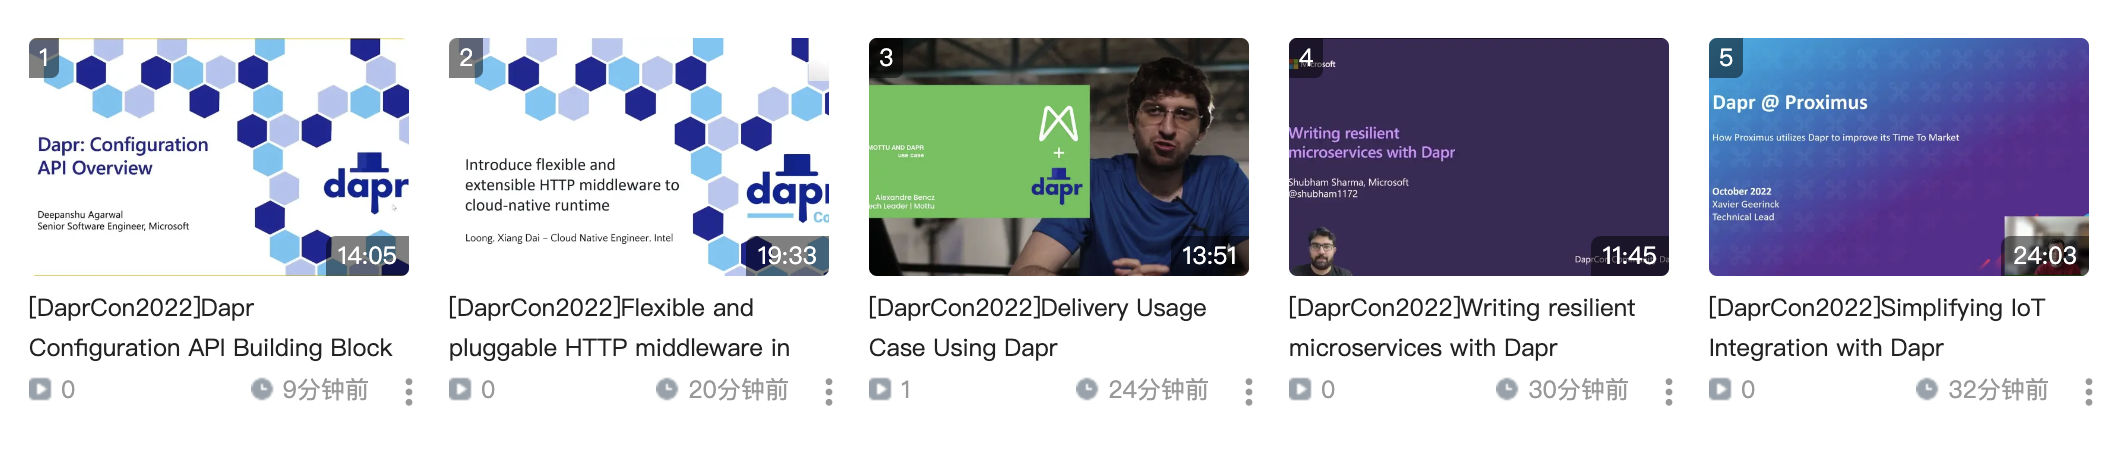 1
Dapr: Configuration
API Overview
Deepanshu Agarwal
Senior Software Engineer, Microsoft
dapr
14:05
[DaprCon2022]Dapr
Configuration API Building Block
0
9分钟前
2
Introduce flexible and
extensible HTTP middleware to
cloud-native runtime
Loong, Xiang Dai – Cloud Native Engineer, Intel
dapr
Co
19:33
[DaprCon2022]Flexible and
pluggable HTTP middleware in
0
20分钟前
3
MOTTU AND DAPR
use case
+
dapr
Alexandre Bencz
ech Leader | Mottu
13:51
[DaprCon2022]Delivery Usage
Case Using Dapr
1
24分钟前
4
Microsoft
Writing resilient
microservices with Dapr
Shubham Sharma, Microsoft
@shubham1172
11:45
[DaprCon2022]Writing resilient
microservices with Dapr
0
30分钟前
5
Dapr @ Proximus
How Proximus utilizes Dapr to improve its Time To Market
October 2022
Xavier Geerinck
Technical Lead
24:03
[DaprCon2022]Simplifying IoT
Integration with Dapr
0
32分钟前